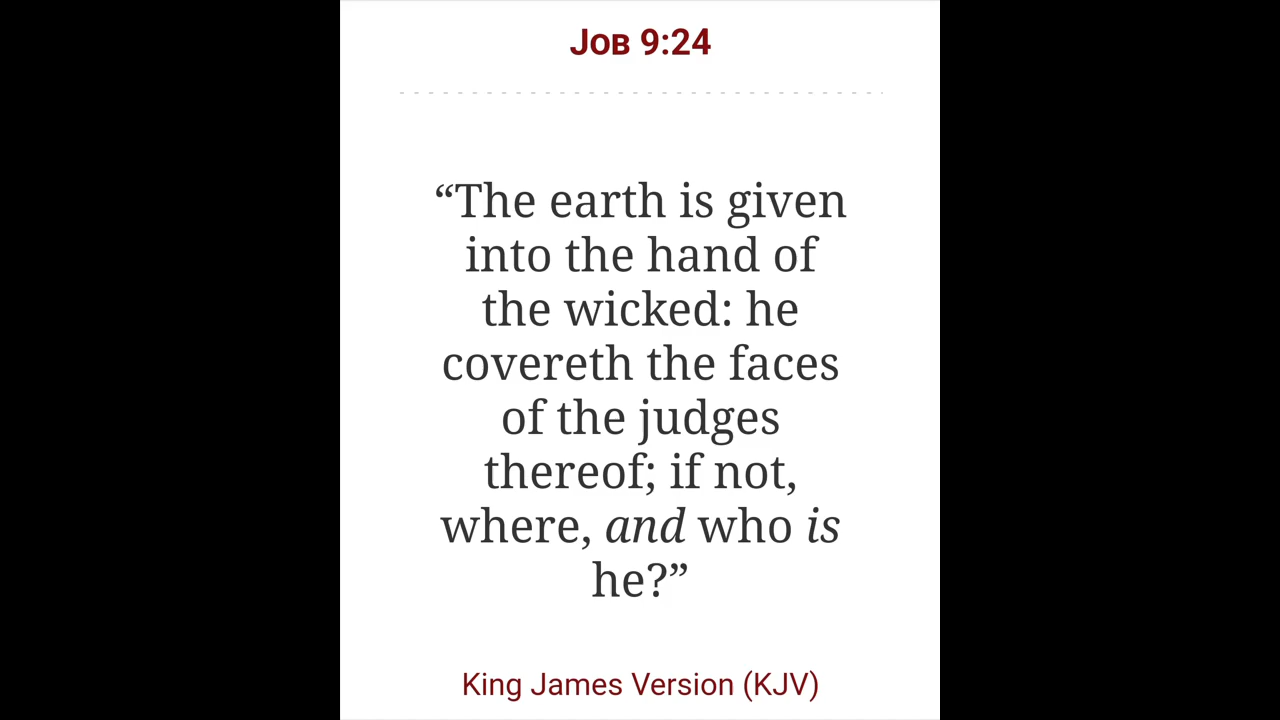 Job 9:24
“The earth is given
into the hand of
the wicked: he
covereth the faces
of the judges
thereof; if not,
where, and who is
he?”
King James Version (KJV)